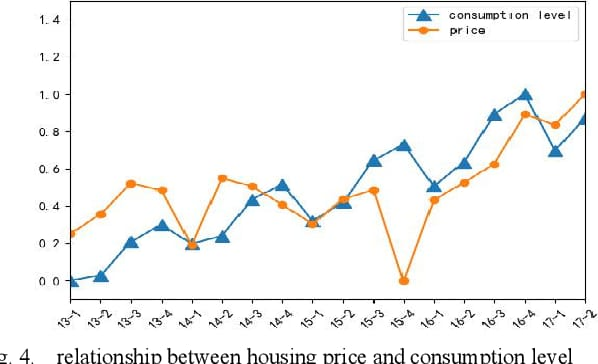 consumption level
price
1.4
1.2
1.0
0.8
0.6
0.4
0.2
0.0
13-1 13-2 13-3 13-4 14-1 14-2 14-3 14-4 15-1 15-2 15-3 15-4 16-1 16-2 16-3 16-4 17-1 17-2
g. 4. relationship between housing price and consumption level